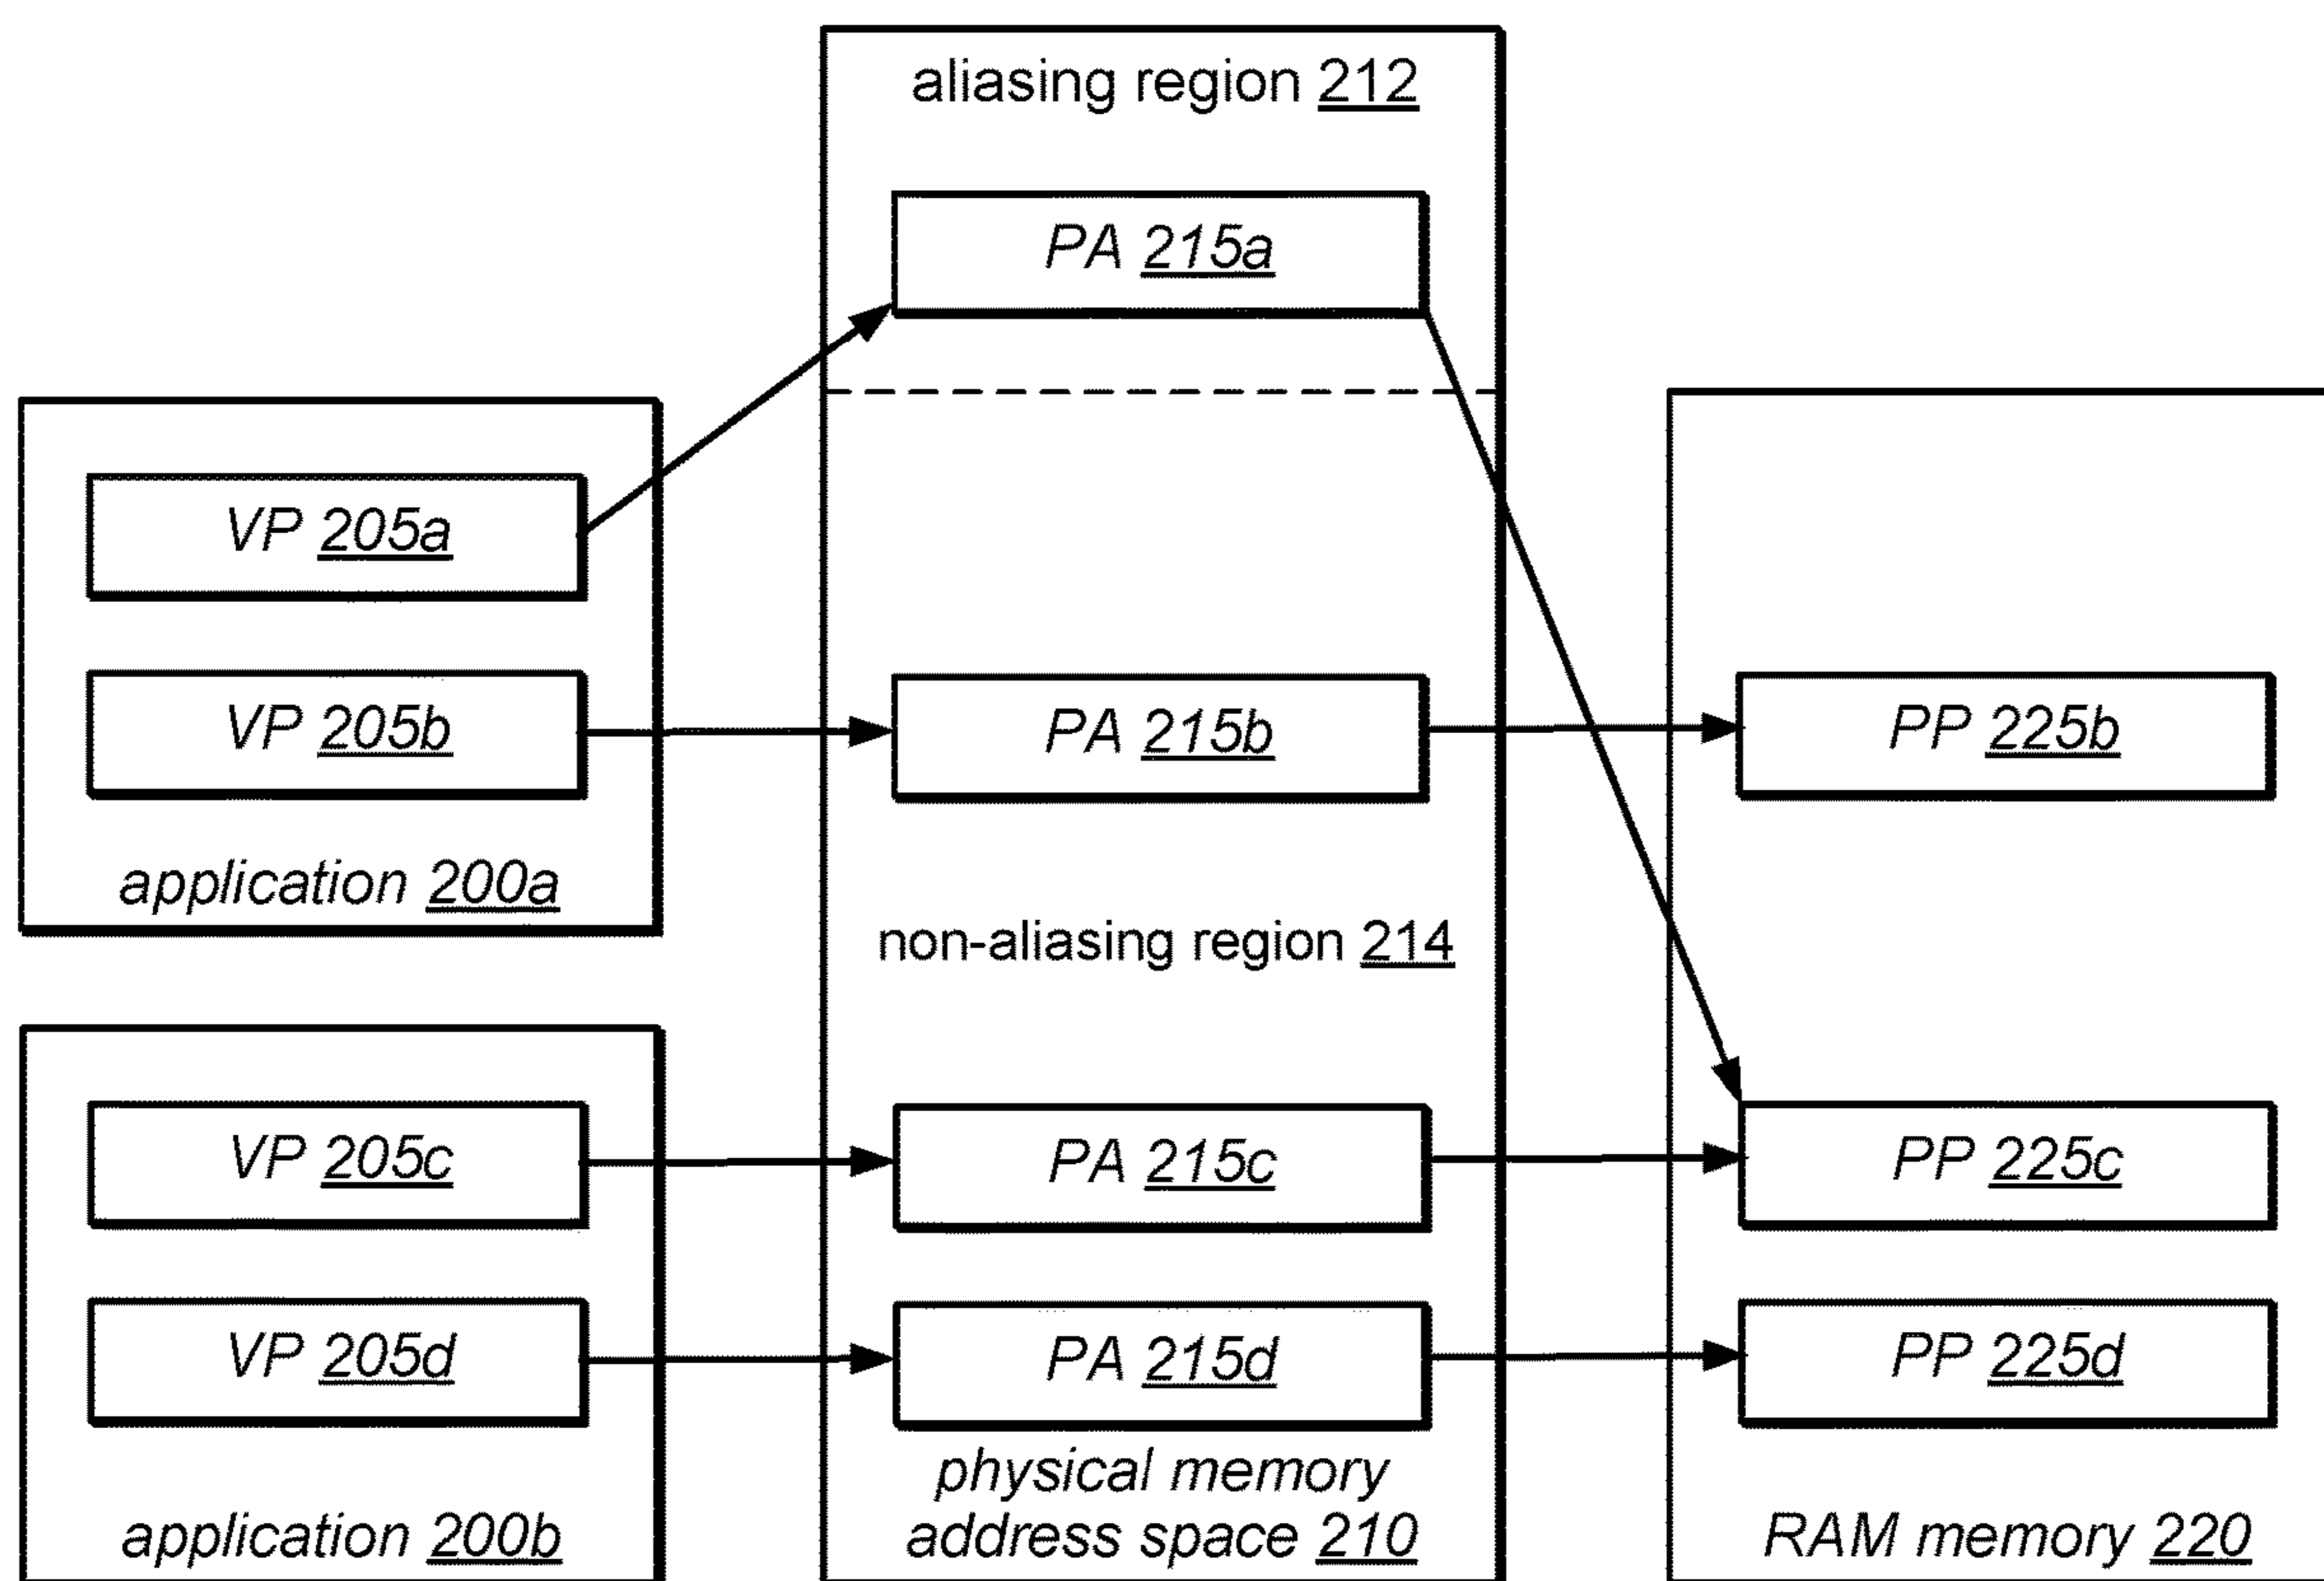 aliasing region 212
PA 215a
VP 205a
VP 205b
PA 215b
PP 225b
application 200a
non-aliasing region 214
VP 205c
PA 215c
PP 225c
VP 205d
PA 215d
PP 225d
physical memory
address space 210
application 200b
RAM memory 220